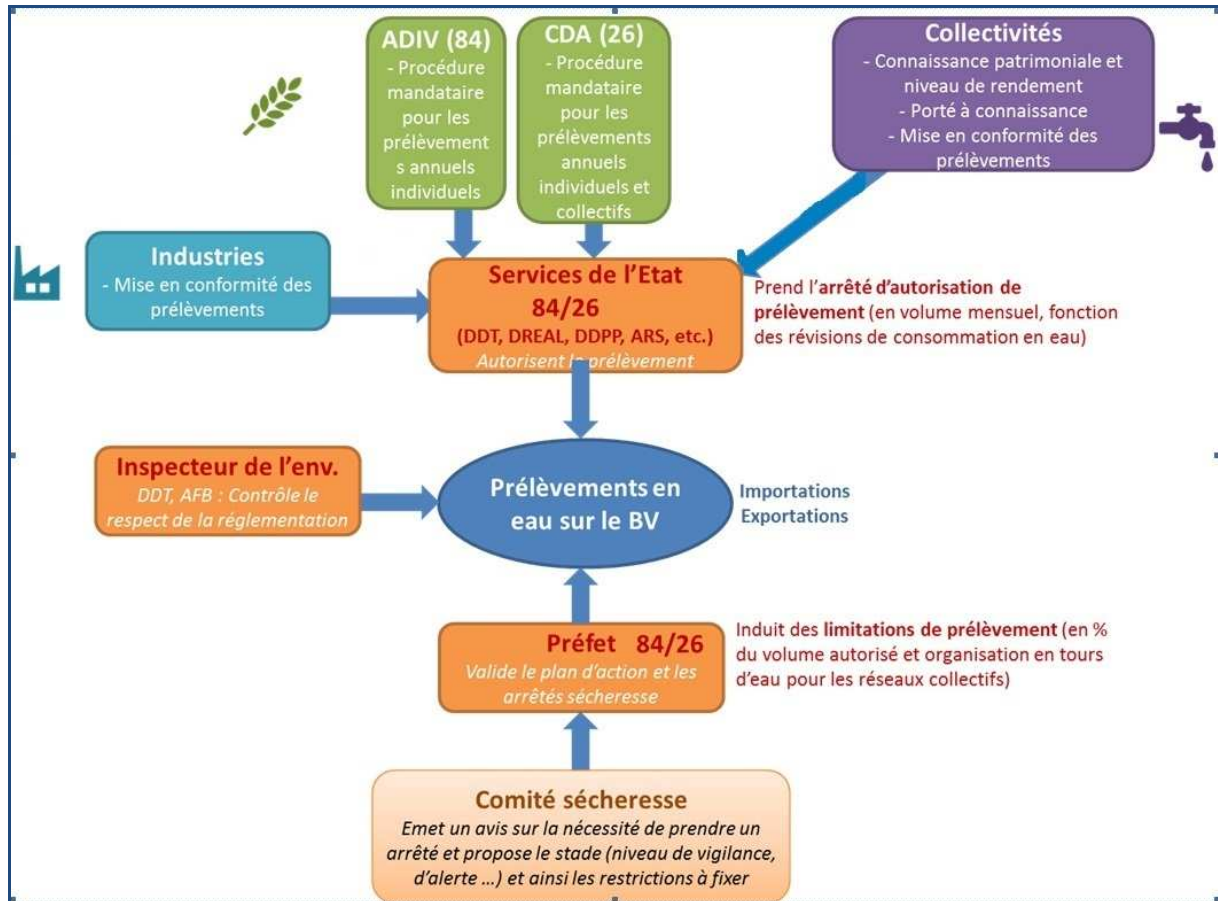 ADIV (84)
- Procédure
mandataire
pour les
prélèvement
s annuels
individuels
CDA (26)
- Procédure
mandataire
pour les
prélèvements
annuels
individuels et
collectifs
Collectivités
- Connaissance patrimoniale et
niveau de rendement
- Porté à connaissance
- Mise en conformité des
prélèvements
Industries
- Mise en conformité des
prélèvements
Services de l'Etat
84/26
(DDT, DREAL, DDPP, ARS, etc.)
Autorisent le prélèvement
Prend l'arrêté d'autorisation de
prélèvement (en volume mensuel, fonction
des révisions de consommation en eau)
Inspecteur de l'env.
DDT, AFB : Contrôle le
respect de la réglementation
Prélèvements en
eau sur le BV
Importations
Exportations
Préfet 84/26
Valide le plan d'action et les
arrêtés sécheresse
Induit des limitations de prélèvement (en %
du volume autorisé et organisation en tours
d'eau pour les réseaux collectifs)
Comité sécheresse
Emet un avis sur la nécessité de prendre un
arrêté et propose le stade (niveau de vigilance,
d'alerte ...) et ainsi les restrictions à fixer